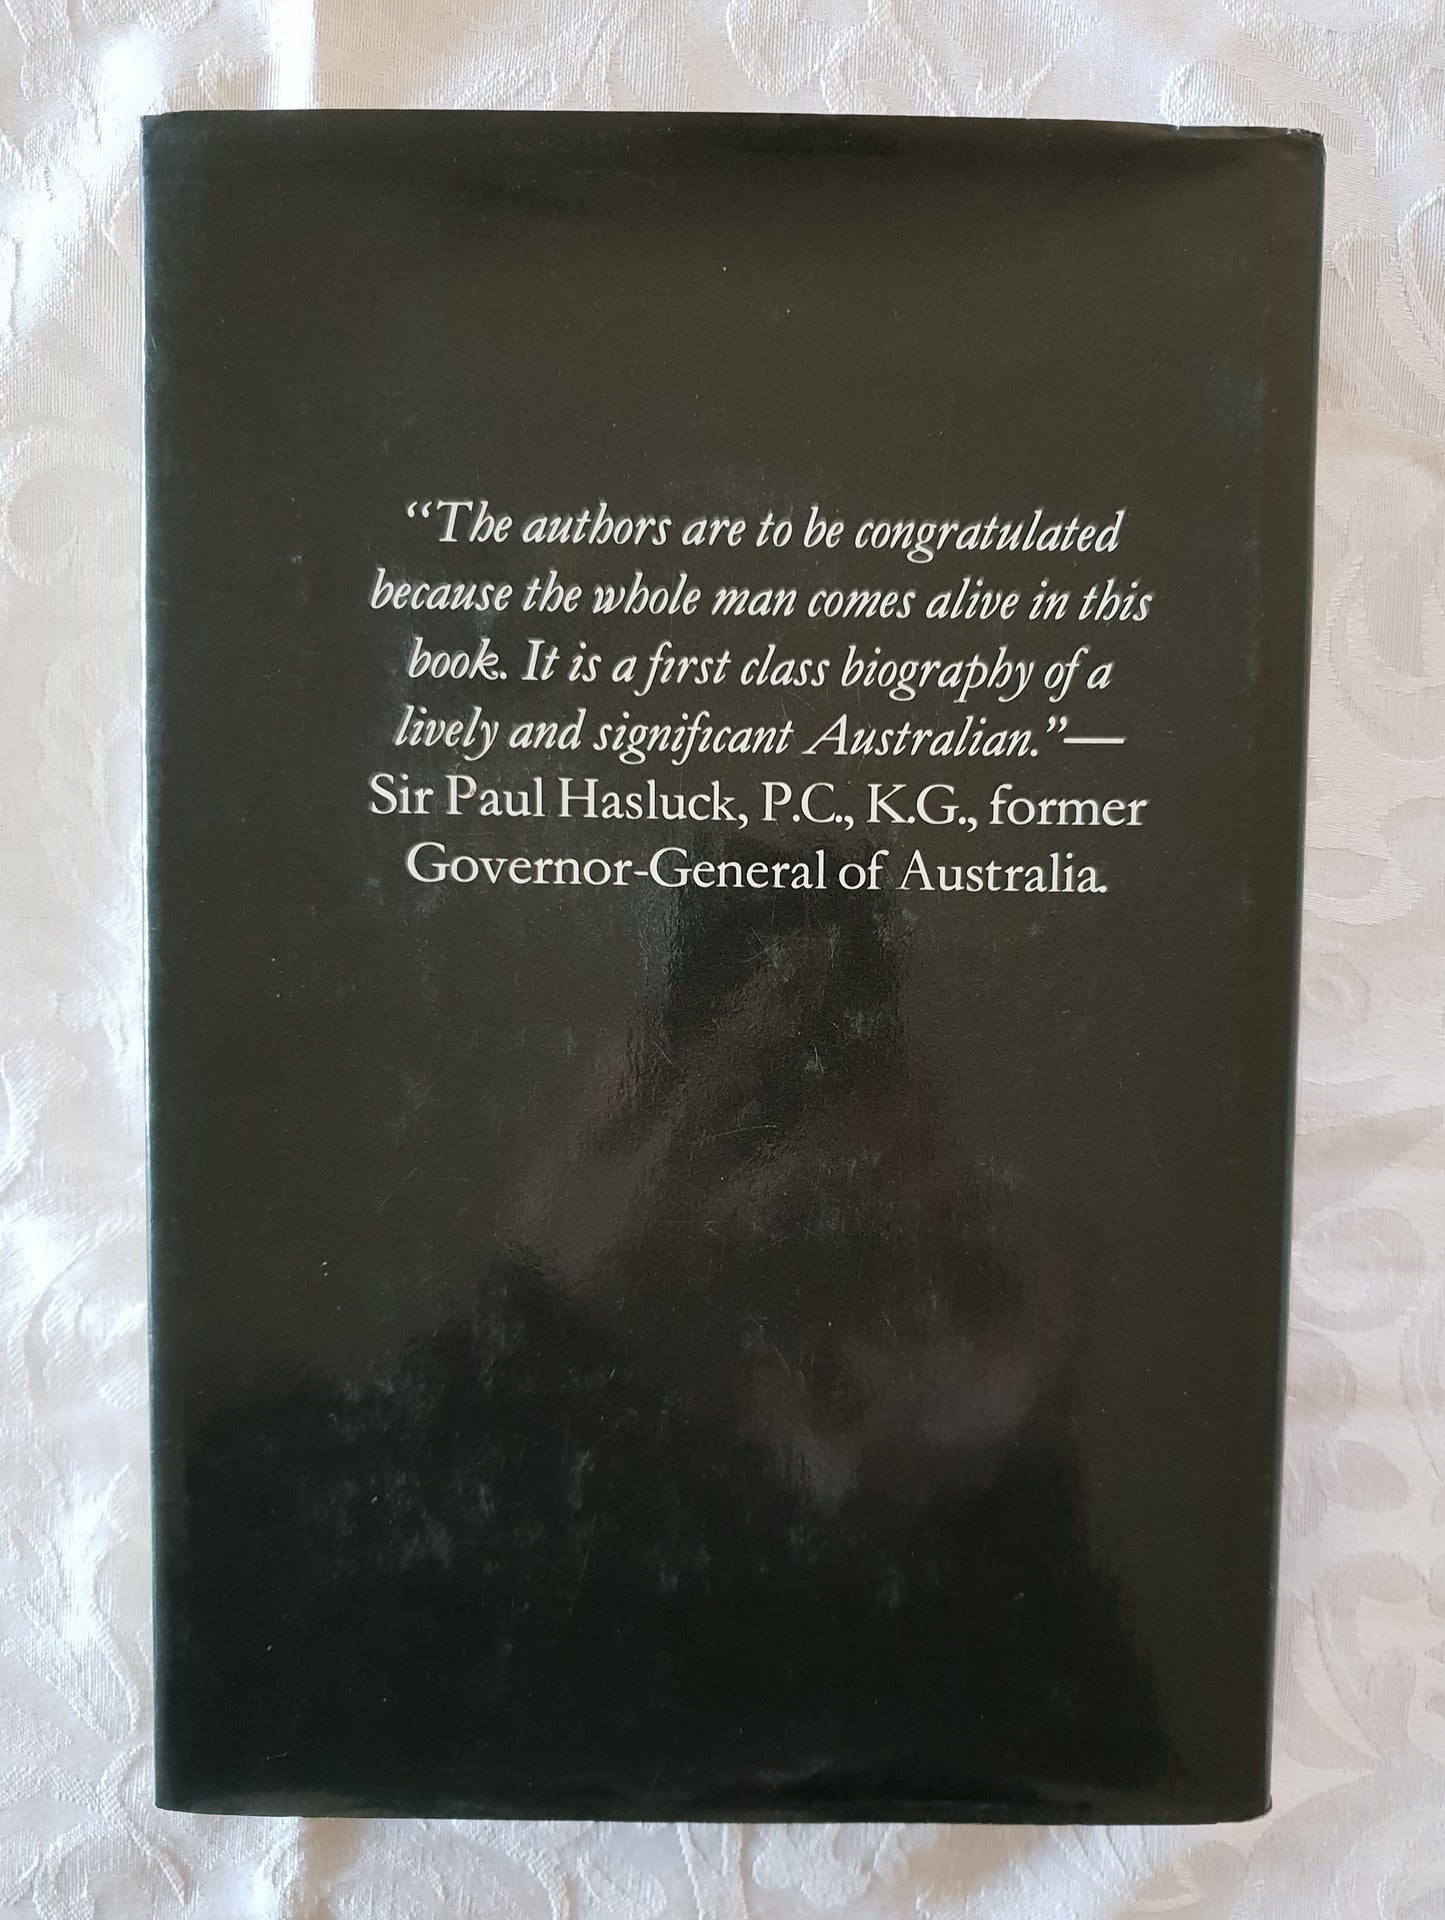 “The authors are to be congratulated
because the whole man comes alive in this
book. It is a first class biography of a
lively and significant Australian.”—
Sir Paul Hasluck, P.C., K.G., former
Governor-General of Australia.